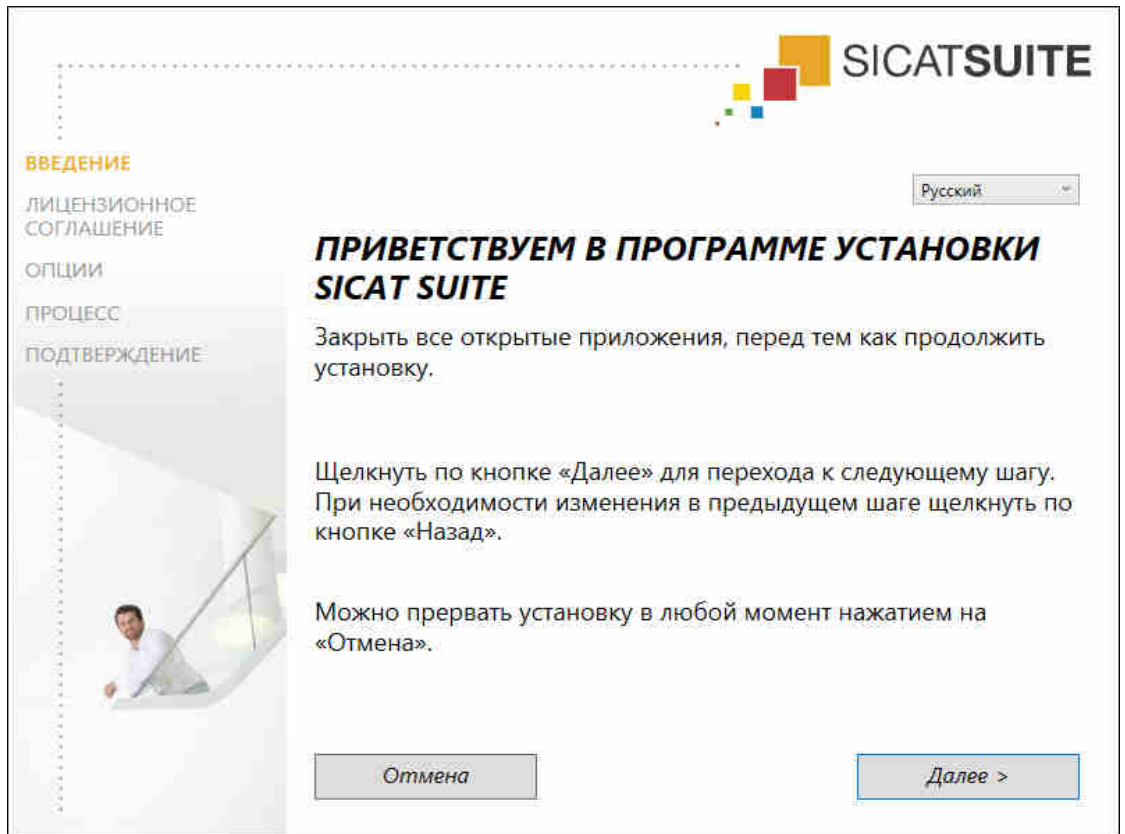 SICATSUITE
ВВЕДЕНИЕ
ЛИЦЕНЗИОННОЕ
СОГЛАШЕНИЕ
ОПЦИИ
ПРОЦЕСС
ПОДТВЕРЖДЕНИЕ
Русский
ПРИВЕТСТВУЕМ В ПРОГРАММЕ УСТАНОВКИ
SICAT SUITE
Закрыть все открытые приложения, перед тем как продолжить
установку.
Щелкнуть по кнопке «Далее» для перехода к следующему шагу.
При необходимости изменения в предыдущем шаге щелкнуть по
кнопке «Назад».
Можно прервать установку в любой момент нажатием на
«Отмена».
Отмена
Далее >